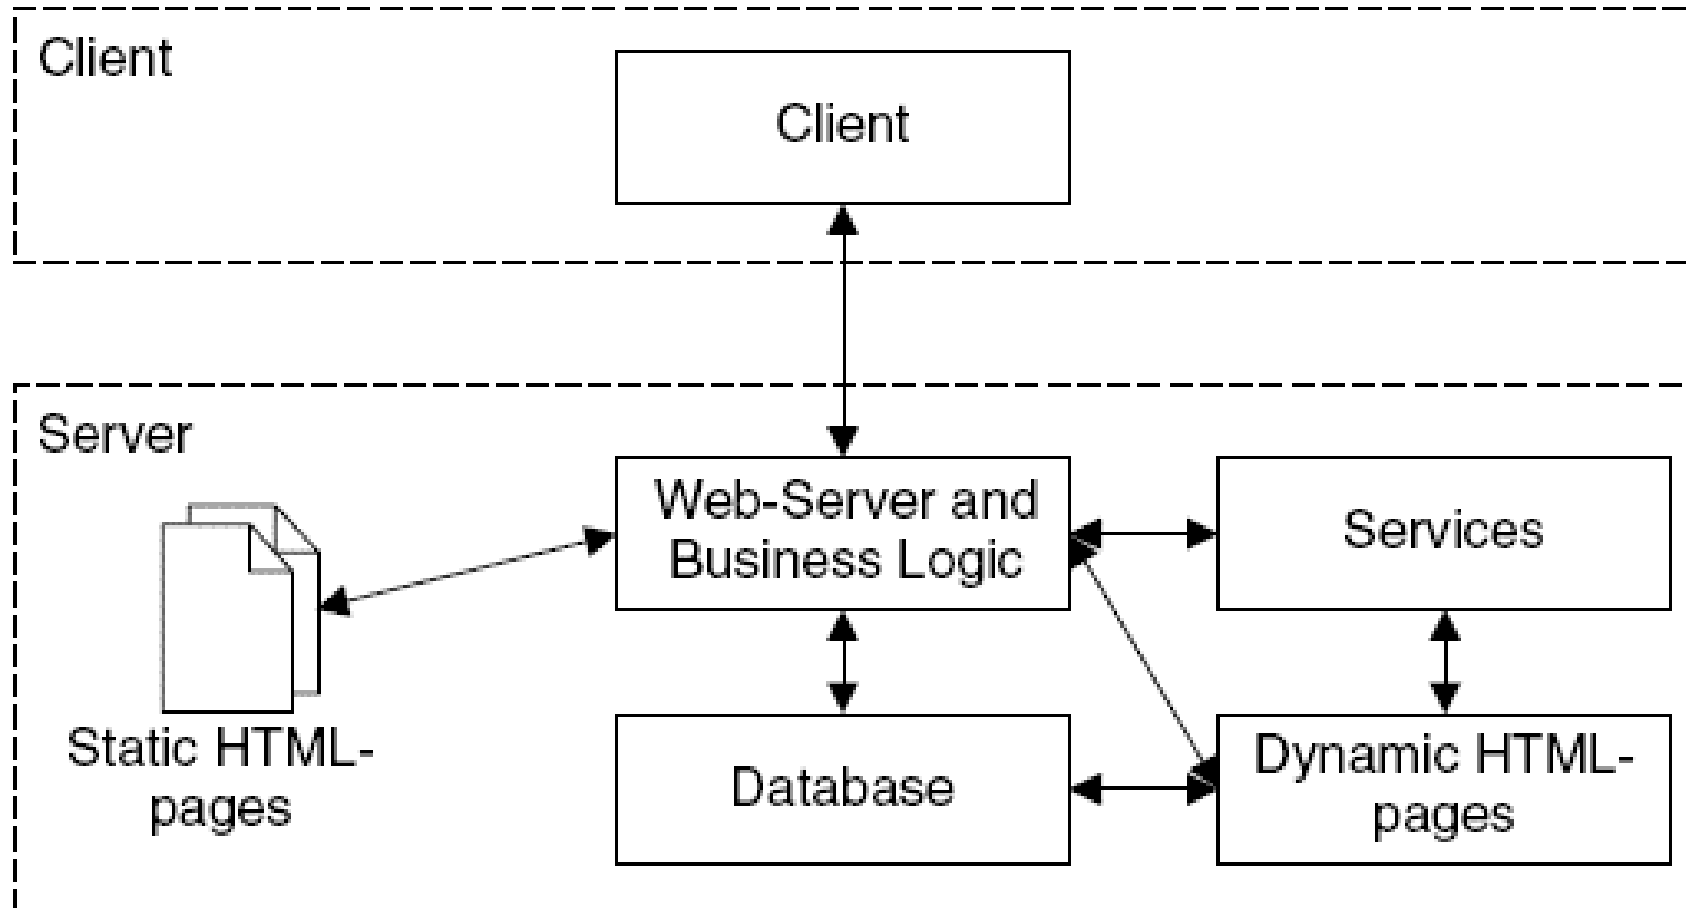 Client
Client
Server
Web-Server and
Business Logic
Services
Static HTML-
pages
Database
Dynamic HTML-
pages